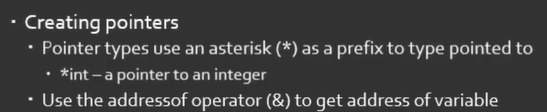 • Creating pointers
• Pointer types use an asterisk (*) as a prefix to type pointed to
• *int – a pointer to an integer
• Use the addressof operator (&) to get address of variable